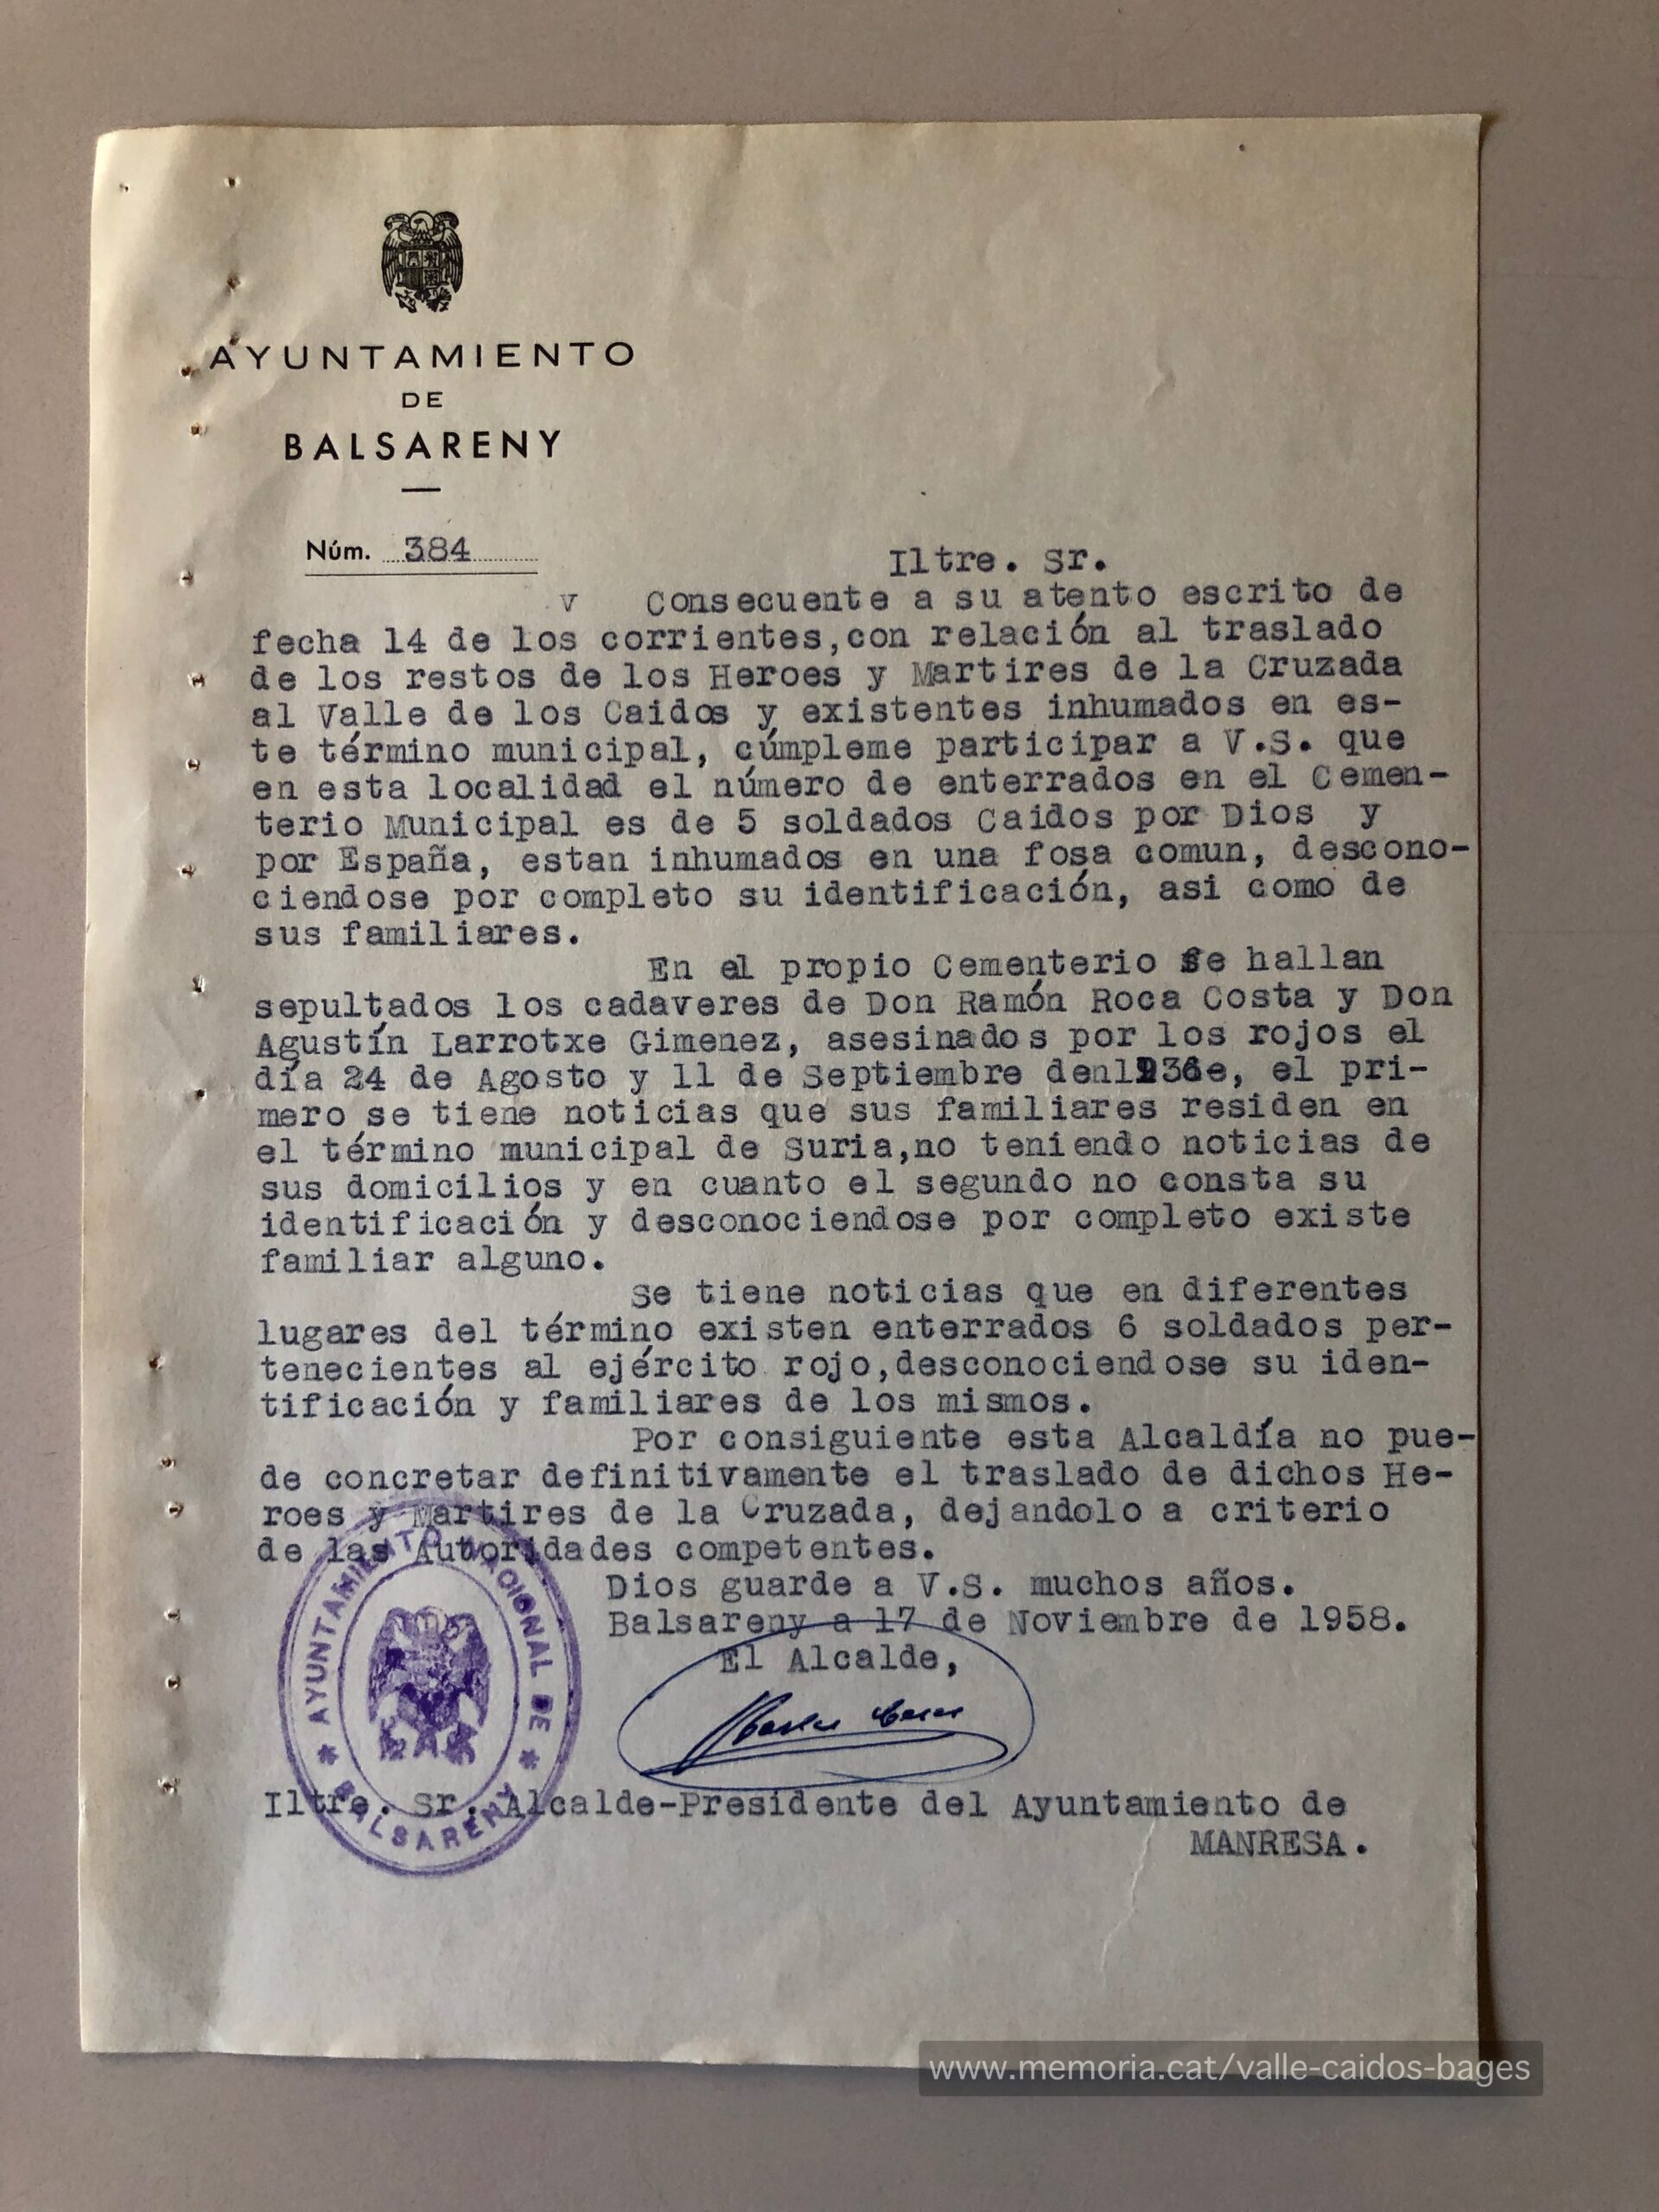 AYUNTAMIENTO
DE
BALSARENY
Núm. 384
Iltre. Sr.
v Consecuente a su atento escrito de
fecha 14 de los corrientes,con relación al traslado
de los restos de los Heroes y Martires de la Cruzada
al Valle de los Caidos y existentes inhumados en es-
te término municipal, cúmpleme participar a V.S. que
en esta localidad el número de enterrados en el Cemen-
terio Municipal es de 5 soldados Caidos por Dios y
por España, estan inhumados en una fosa comun, descono-
ciendose por completo su identificación, asi como de
sus familiares.
En el propio Cementerio se hallan
sepultados los cadaveres de Don Ramón Roca Costa y Don
Agustín Larrotxe Gimenez, asesinados por los rojos el
día 24 de Agosto y 11 de Septiembre de 1936, el pri-
mero se tiene noticias que sus familiares residen en
el término municipal de Suria,no teniendo noticias de
sus domicilios y en cuanto el segundo no consta su
identificación y desconociendose por completo existe
familiar alguno.
Se tiene noticias que en diferentes
lugares del término existen enterrados 6 soldados per-
tenecientes al ejército rojo,desconociendose su iden-
tificación y familiares de los mismos.
Por consiguiente esta Alcaldía no pue-
de concretar definitivamente el traslado de dichos He-
roes y Martires de la Cruzada, dejandolo a criterio
de las Autoridades competentes.
Dios guarde a V.S. muchos años.
Balsareny a 17 de Noviembre de 1958.
El Alcalde,
AYUNTAMIENTO NACIONAL DE
BALSARENY
Iltre. Sr. Alcalde-Presidente del Ayuntamiento de
MANRESA.
www.memoria.cat/valle-caidos-bages